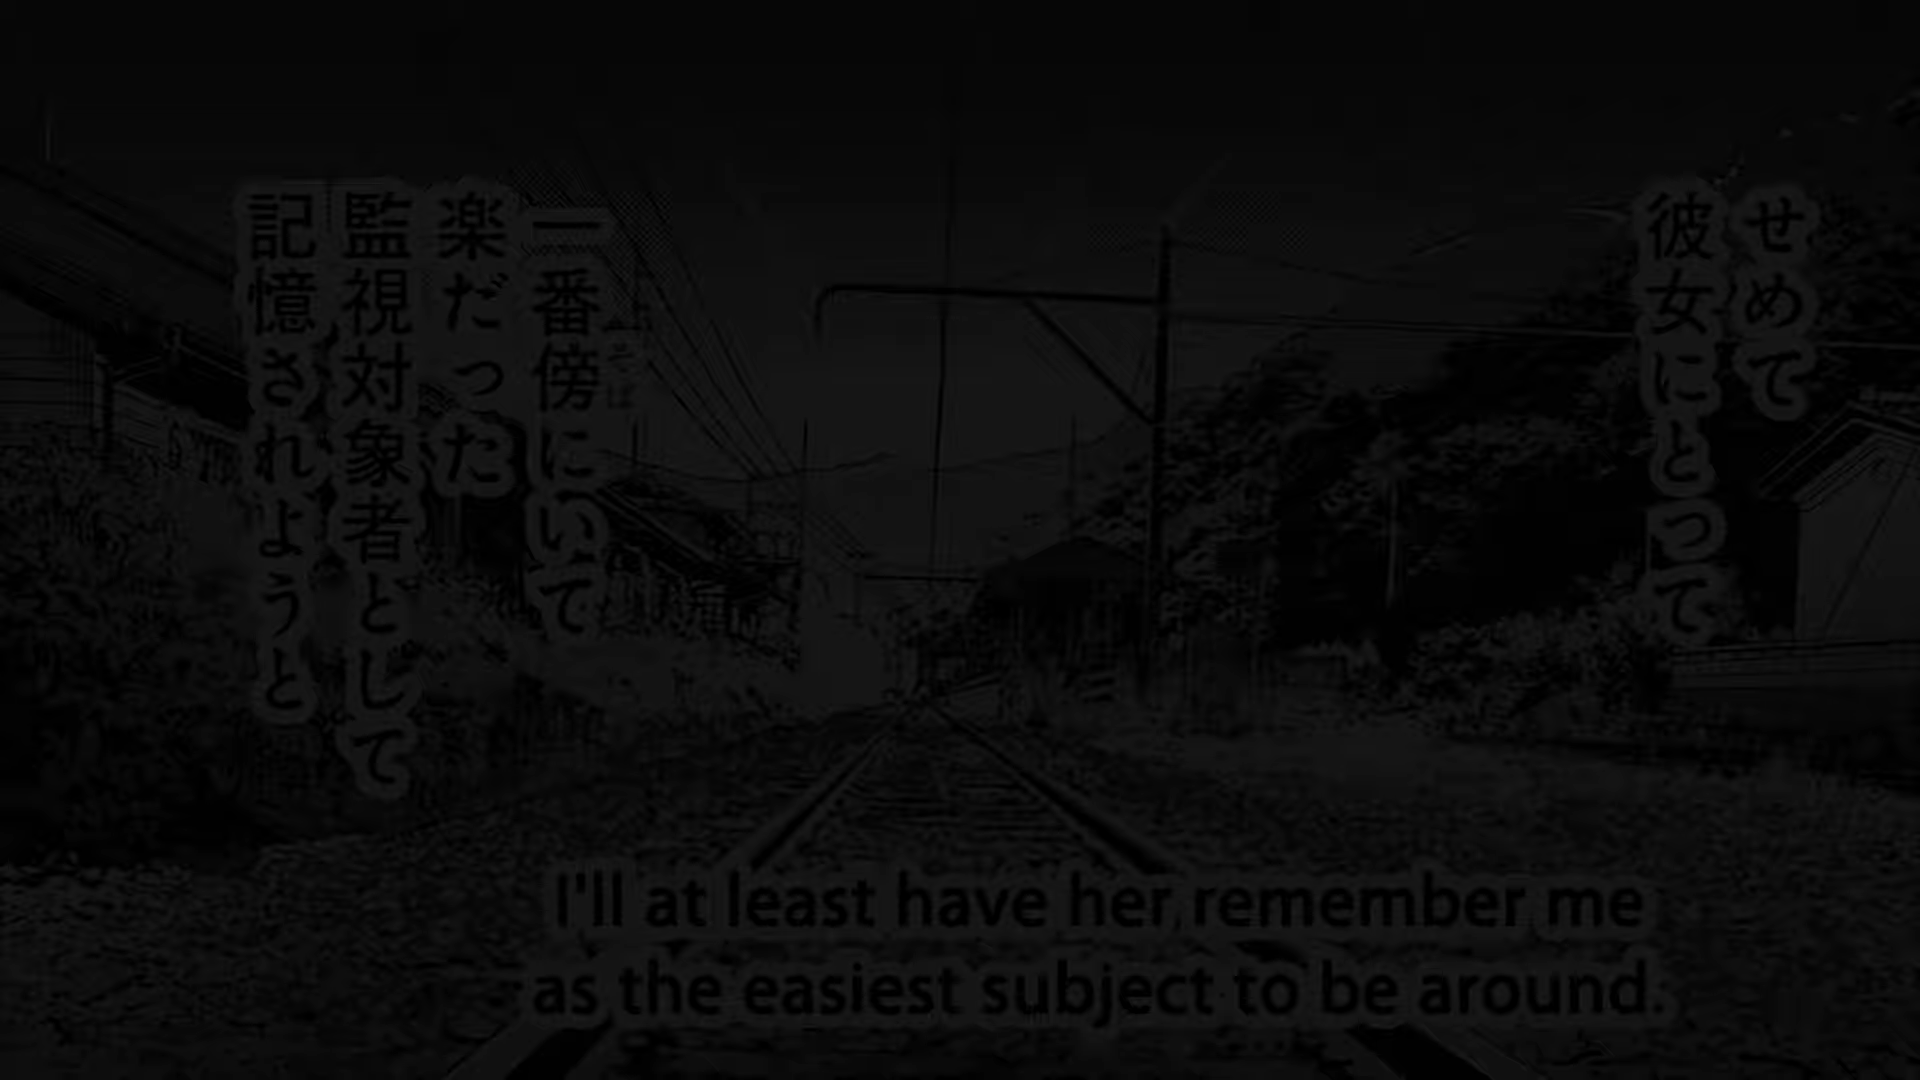 せめて
彼女にとって
一番傍にいて
そば
楽だった
監視対象者として
記憶されようと
I'll at least have her remember me
as the easiest subject to be around.